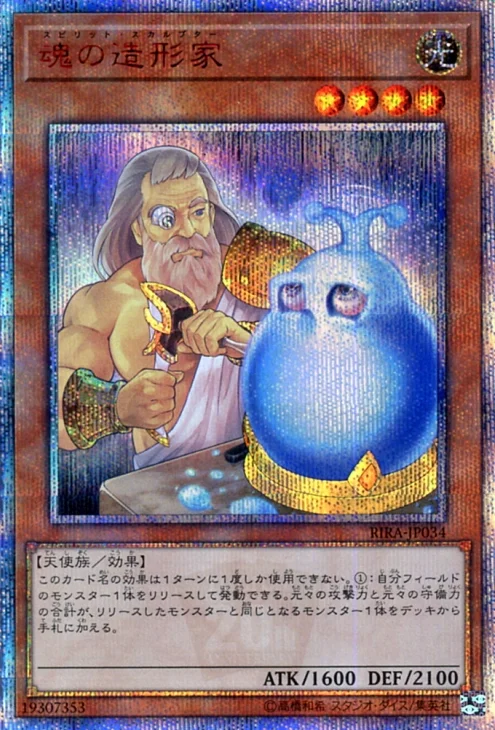 スピリット・スカルプター
魂の造形家
光
RIRA-JP034
【天使族／効果】
このカード名の効果は1ターンに1度しか使用できない。①：自分フィールド
のモンスター1体をリリースして発動できる。元々の攻撃力と元々の守備力
の合計が、リリースしたモンスターと同じとなるモンスター1体をデッキから
手札に加える。
ATK/1600 DEF/2100
19307353
©高橋和希 スタジオ・ダイス/集英社